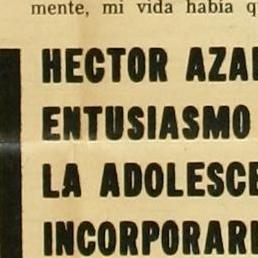 mente, mi vida había q
HECTOR AZA
ENTUSIASMO
LA ADOLESCE
INCORPORAR